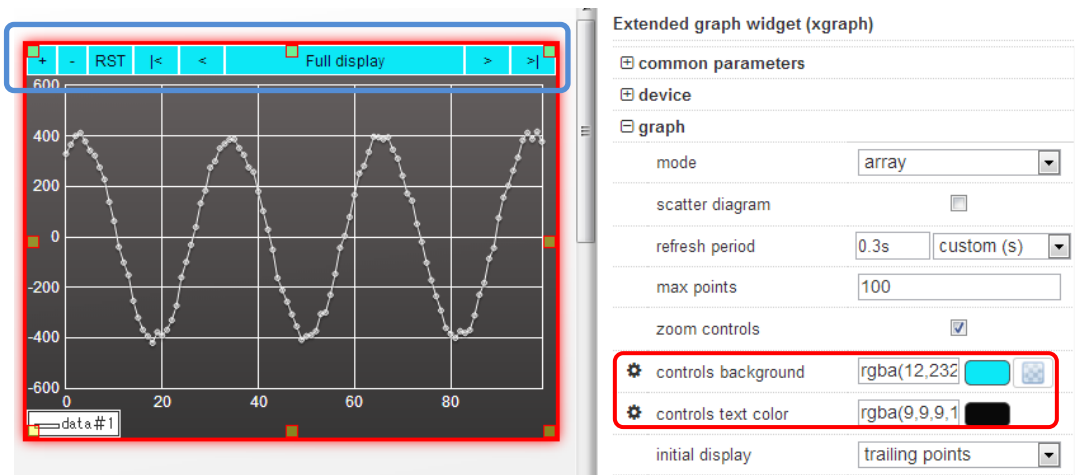 + - RST |< < Full display > >|
600
400
200
0
-200
-400
-600
0 20 40 60 80
data#1
Extended graph widget (xgraph)
common parameters
device
graph
mode array
scatter diagram
refresh period 0.3s custom (s)
max points 100
zoom controls
controls background rgba(12,232
controls text color rgba(9,9,9,1
initial display trailing points